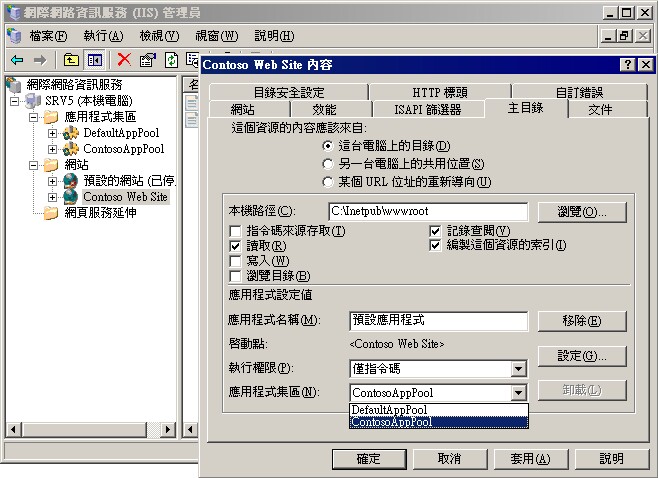 網際網路資訊服務 (IIS) 管理員
檔案(F) 執行(A) 檢視(V) 視窗(W) 說明(H)
網際網路資訊服務
SRV5 (本機電腦)
應用程式集區
DefaultAppPool
ContosoAppPool
網站
預設的網站 (已停
Contoso Web Site
網頁服務延伸
Contoso Web Site 內容
目錄安全設定 HTTP 標頭 自訂錯誤
網站 效能 ISAPI 篩選器 主目錄 文件
這個資源的內容應該來自:
這台電腦上的目錄(D)
另一台電腦上的共用位置(S)
某個 URL 位址的重新導向(U)
本機路徑(C): C:\Inetpub\wwwroot 瀏覽(O)...
指令碼來源存取(T) 記錄查閱(V)
讀取(R) 編製這個資源的索引(I)
寫入(W)
瀏覽目錄(B)
應用程式設定值
應用程式名稱(M): 預設應用程式 移除(E)
啓動點: <Contoso Web Site>
設定(G)...
執行權限(P): 僅指令碼
應用程式集區(N): ContosoAppPool 卸載(L)
DefaultAppPool
ContosoAppPool
確定 取消 套用(A) 說明